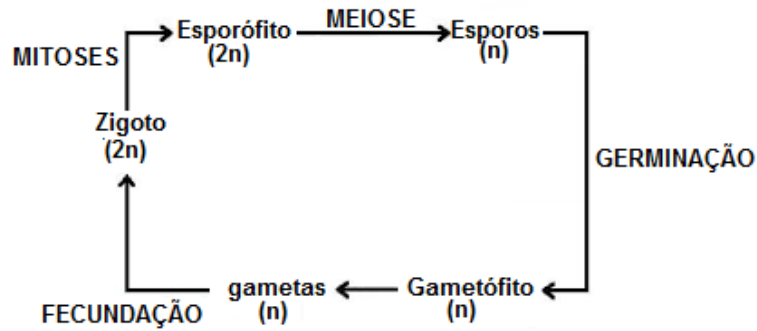 MEIOSE
Esporófito
(2n)
Esporos
(n)
MITOSES
Zigoto
(2n)
GERMINAÇÃO
gametas
(n)
Gametófito
(n)
FECUNDAÇÃO